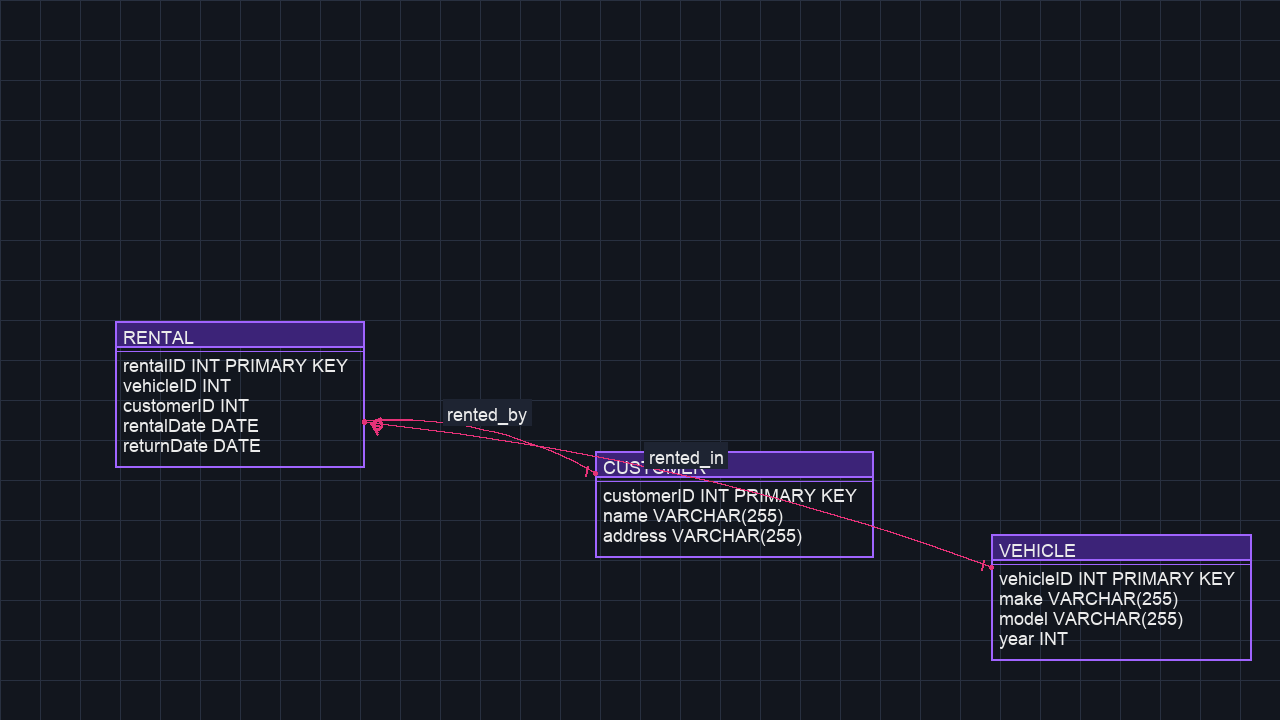 RENTAL
rentalID INT PRIMARY KEY
vehicleID INT
customerID INT
rentalDate DATE
returnDate DATE
rented_by
rented_in
CUSTOMER
customerID INT PRIMARY KEY
name VARCHAR(255)
address VARCHAR(255)
VEHICLE
vehicleID INT PRIMARY KEY
make VARCHAR(255)
model VARCHAR(255)
year INT